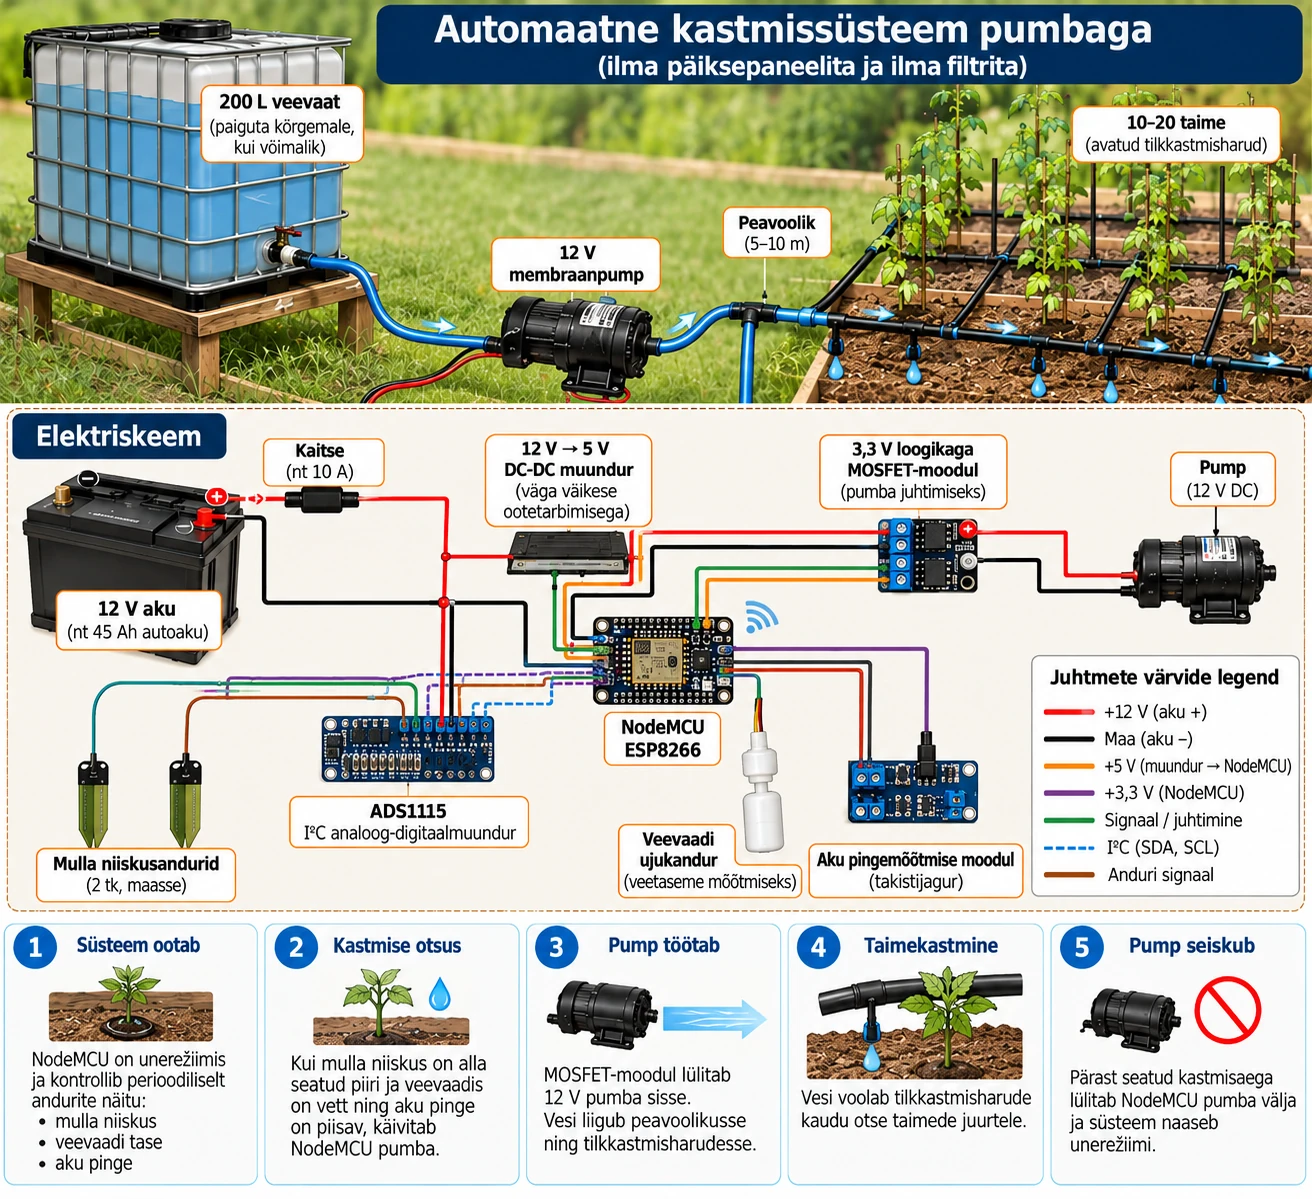 Automaatne kastmissüsteem pumbaga
(ilma päiksepaneelita ja ilma filtrita)
200 L veevaat
(paiguta kõrgemale,
kui võimalik)
12 V
membraanpump
Peavoolik
(5–10 m)
10–20 taime
(avatud tilkkastmisharud)
Elektriskeem
Kaitse
(nt 10 A)
12 V → 5 V
DC-DC muundur
(väga väikese
ootetarbimisega)
3,3 V loogikaga
MOSFET-moodul
(pumba juhtimiseks)
Pump
(12 V DC)
12 V aku
(nt 45 Ah autoaku)
NodeMCU
ESP8266
ADS1115
I²C analoog-digitaalmuundur
Mulla niiskusandurid
(2 tk, maasse)
Veevaadi
ujukandur
(veetaseme mõõtmiseks)
Aku pingemõõtmise moodul
(takistijagur)
Juhtmete värvide legend
+12 V (aku +)
Maa (aku –)
+5 V (muundur → NodeMCU)
+3,3 V (NodeMCU)
Signaal / juhtimine
I²C (SDA, SCL)
Anduri signaal
1 Süsteem ootab
NodeMCU on unerežiimis
ja kontrollib perioodiliselt
andurite näitu:
• mulla niiskus
• veevaadi tase
• aku pinge
2 Kastmise otsus
Kui mulla niiskus on alla
seatud piiri ja veevaadis
on vett ning aku pinge
on piisav, käivitab
NodeMCU pumba.
3 Pump töötab
MOSFET-moodul lülitab
12 V pumba sisse.
Vesi liigub peavoolikusse
ning tilkkastmisharudesse.
4 Taimekastmine
Vesi voolab tilkkastmisharude
kaudu otse taimede juurtele.
5 Pump seiskub
Pärast seatud kastmisaega
lülitab NodeMCU pumba välja
ja süsteem naaseb
unerežiimi.